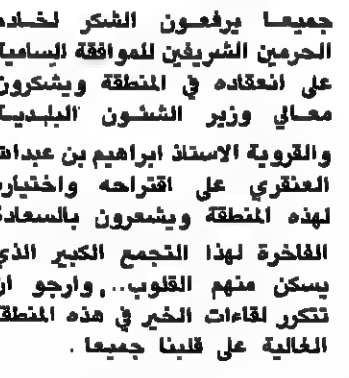 جميعا يرفعون الشكر لخادم
الحرمين الشريفين للموافقة السامية
على انعقاده في المنطقة ويشكرون
معالي وزير الشئون البلدية
والقروية الاستاذ ابراهيم بن عبدالله
العنقري على اقتراحه واختياره
لهذه المنطقة ويشعرون بالسعادة
الفاخرة لهذا التجمع الكبير الذي
يسكن منهم القلوب.. وارجو ان
تتكرر لقاءات الخير في هذه المنطقة
الغالية على قلبنا جميعا .